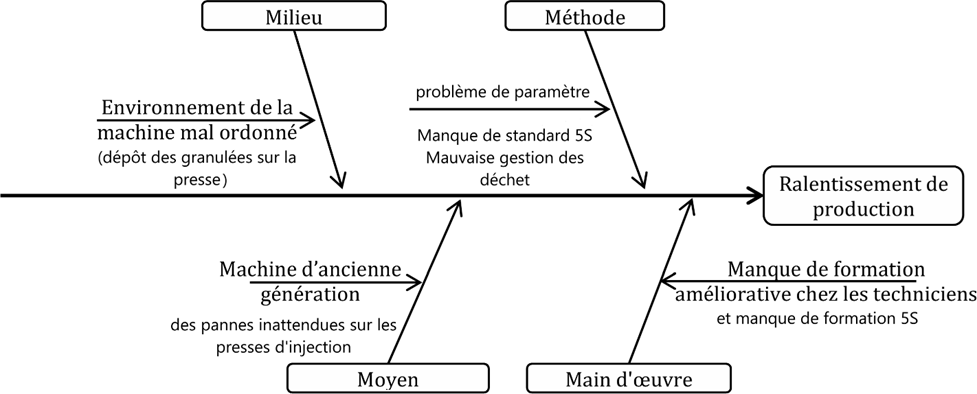 Milieu
Méthode
Environnement de la
machine mal ordonné
(dépôt des granulées sur la
presse)
problème de paramètre
Manque de standard 5S
Mauvaise gestion des
déchet
Ralentissement de
production
Machine d'ancienne
génération
des pannes inattendues sur les
presses d'injection
Manque de formation
améliorative chez les techniciens
et manque de formation 5S
Moyen
Main d'œuvre